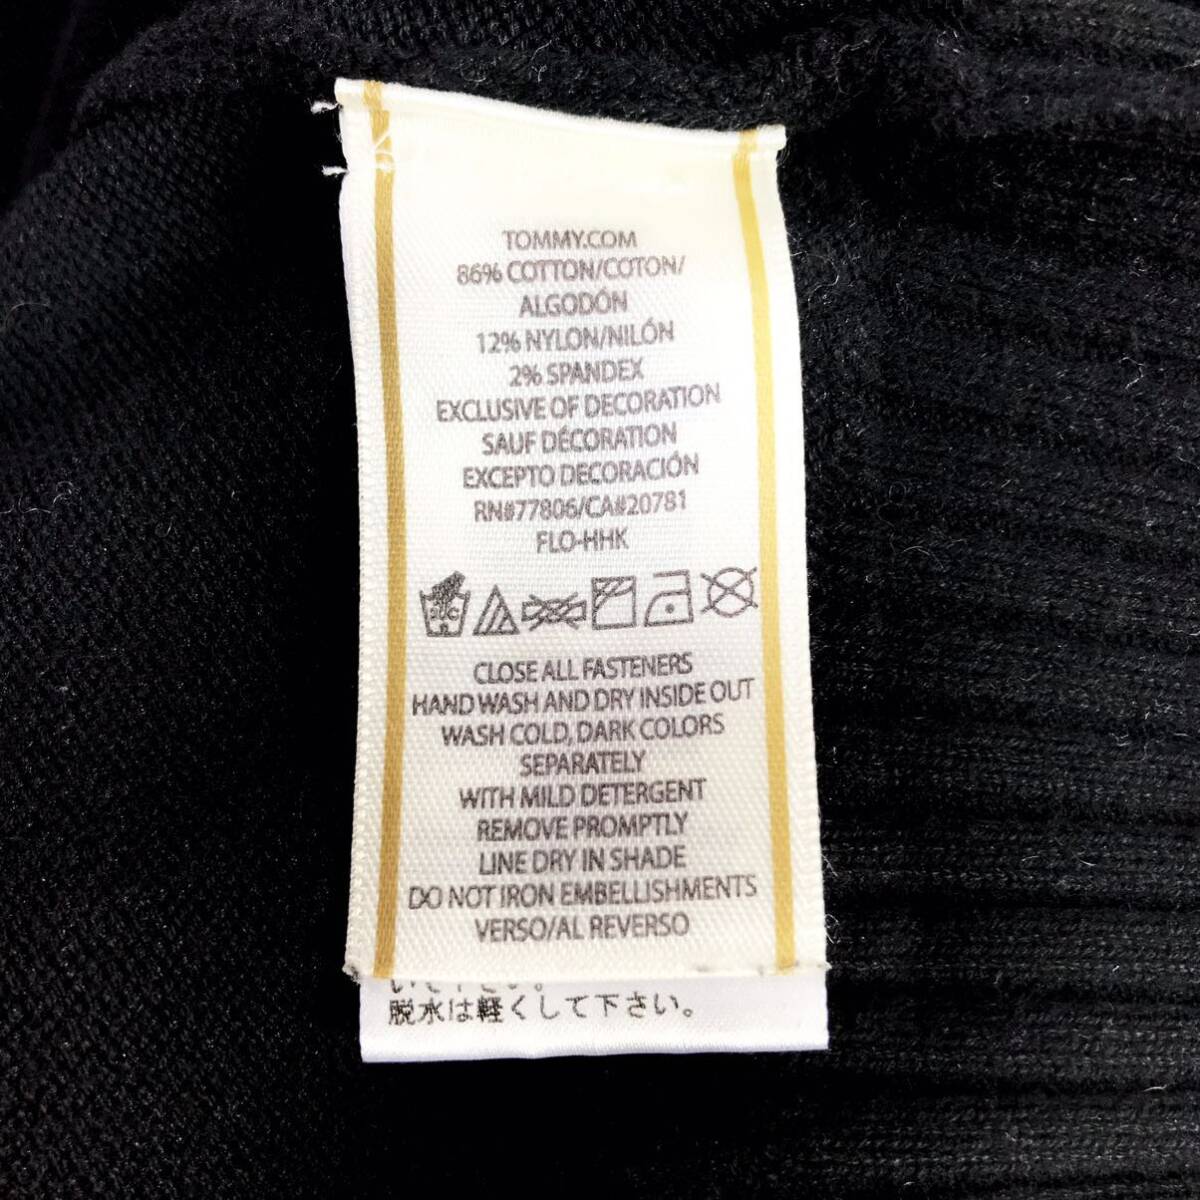 TOMMY.COM
86% COTTON/COTON/
ALGODÓN
12% NYLON/NILÓN
2% SPANDEX
EXCLUSIVE OF DECORATION
SAUF DÉCORATION
EXCEPTO DECORACIÓN
RN#77806/CA#20781
FLO-HHK
CLOSE ALL FASTENERS
HAND WASH AND DRY INSIDE OUT
WASH COLD, DARK COLORS
SEPARATELY
WITH MILD DETERGENT
REMOVE PROMPTLY
LINE DRY IN SHADE
DO NOT IRON EMBELLISHMENTS
VERSO/AL REVERSO
脱水は軽くして下さい。